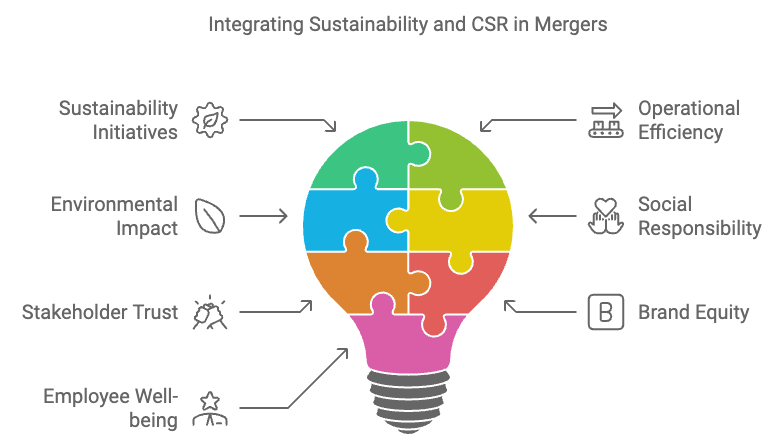 Integrating Sustainability and CSR in Mergers
Sustainability
Initiatives
Operational
Efficiency
Environmental
Impact
Social
Responsibility
Stakeholder Trust
B
Brand Equity
Employee Well-
being